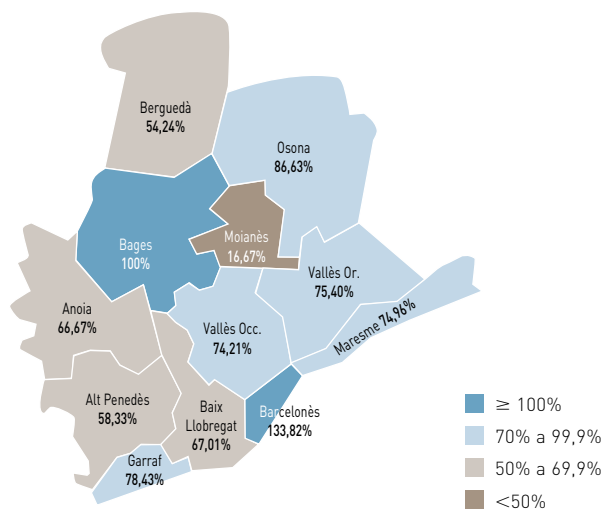 Berguedà
54,24%
Osona
86,63%
Bages
100%
Moianès
16,67%
Vallès Or.
75,40%
Maresme 74,96%
Anoia
66,67%
Vallès Occ.
74,21%
Alt Penedès
58,33%
Baix
Llobregat
67,01%
Barcelonès
133,82%
Garraf
78,43%
≥ 100%
70% a 99,9%
50% a 69,9%
<50%